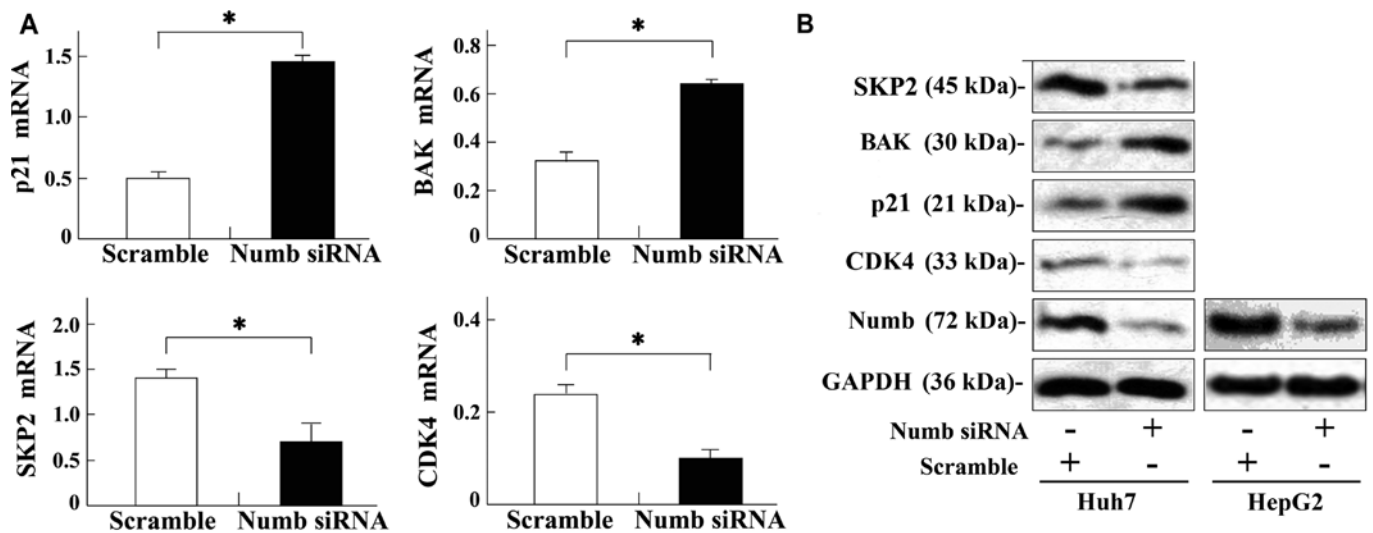 A
*
p21 mRNA
1.5
1.0
0.5
0
Scramble Numb siRNA
*
BAK mRNA
0.8
0.6
0.4
0.2
0
Scramble Numb siRNA
*
SKP2 mRNA
2.0
1.5
1.0
0.5
0
Scramble Numb siRNA
*
CDK4 mRNA
0.4
0.2
0
Scramble Numb siRNA
B
SKP2 (45 kDa)-
BAK (30 kDa)-
p21 (21 kDa)-
CDK4 (33 kDa)-
Numb (72 kDa)-
GAPDH (36 kDa)-
Numb siRNA - + - +
Scramble + - + -
Huh7 HepG2